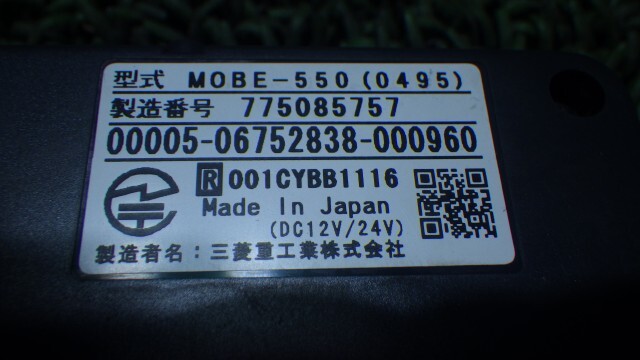 型式 MOBE-550(0495)
製造番号 775085757
00005-06752838-000960
R 001CYBB1116
Made In Japan
(DC12V/24V)
製造者名:三菱重工業株式会社